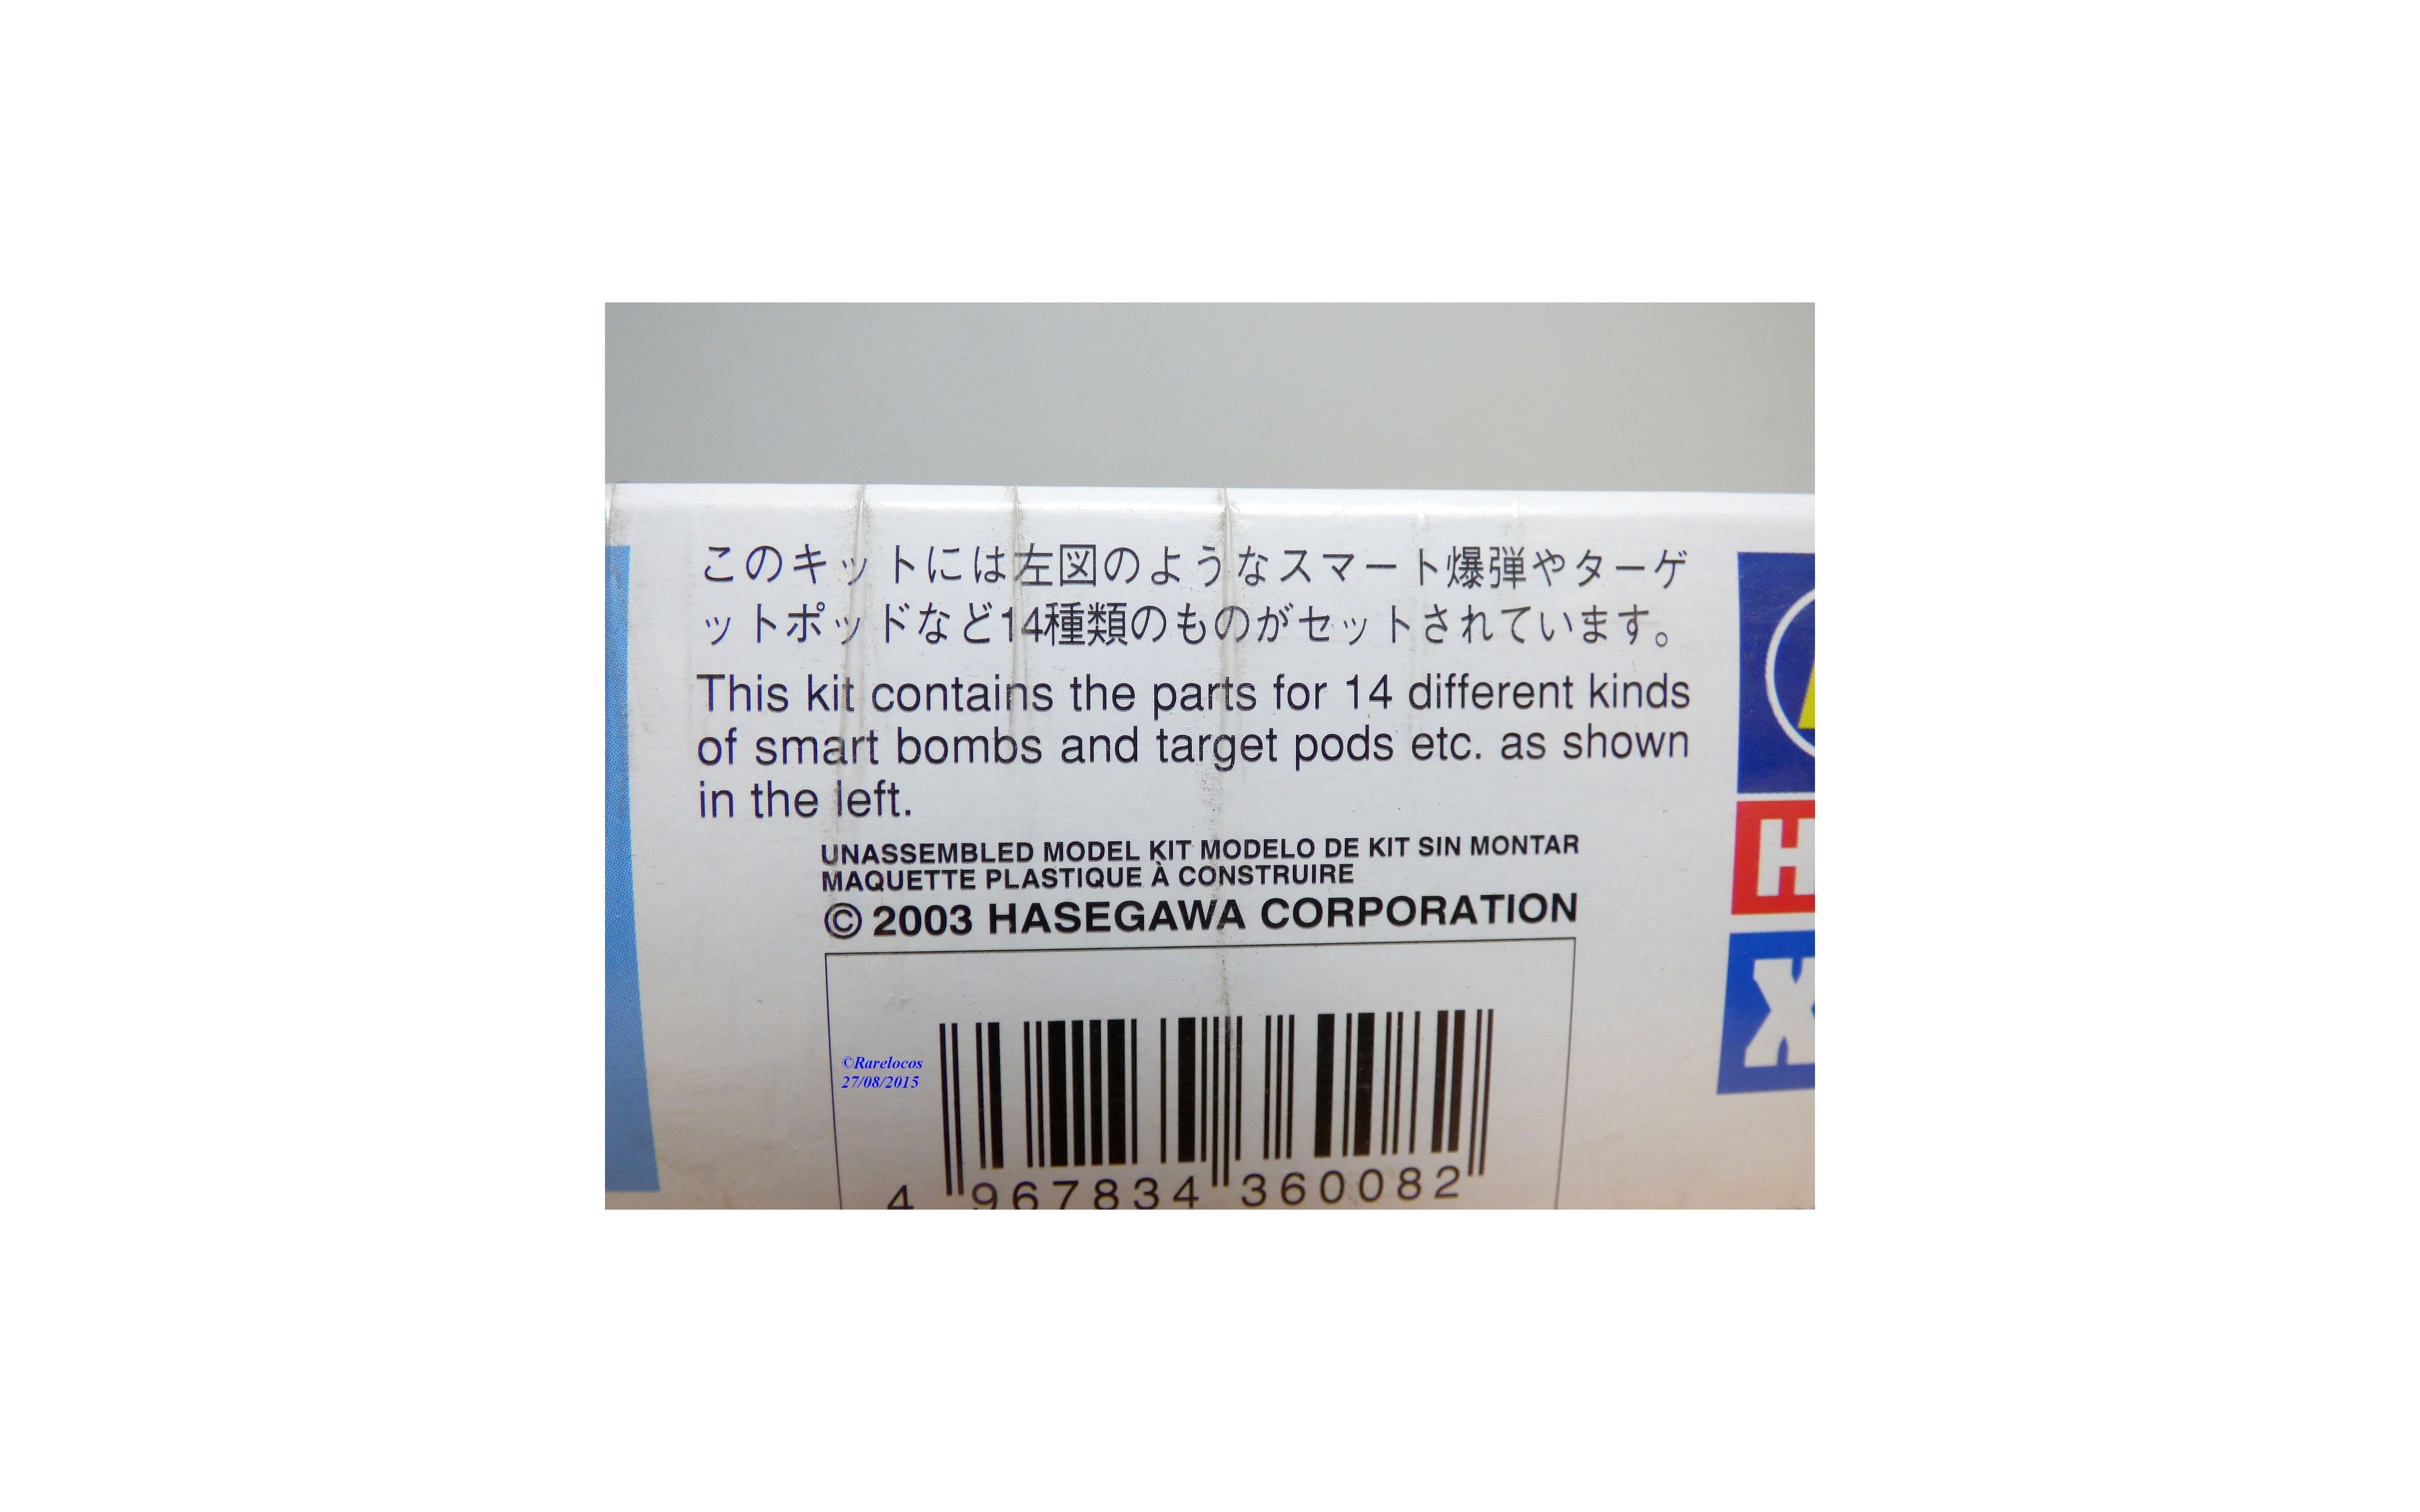 このキットには左図のようなスマート爆弾やターゲ
ットポッドなど14種類のものがセットされています。
This kit contains the parts for 14 different kinds
of smart bombs and target pods etc. as shown
in the left.
UNASSEMBLED MODEL KIT MODELO DE KIT SIN MONTAR
MAQUETTE PLASTIQUE À CONSTRUIRE
© 2003 HASEGAWA CORPORATION
©Rarelocos
27/08/2015
4 967834 360082
H
X